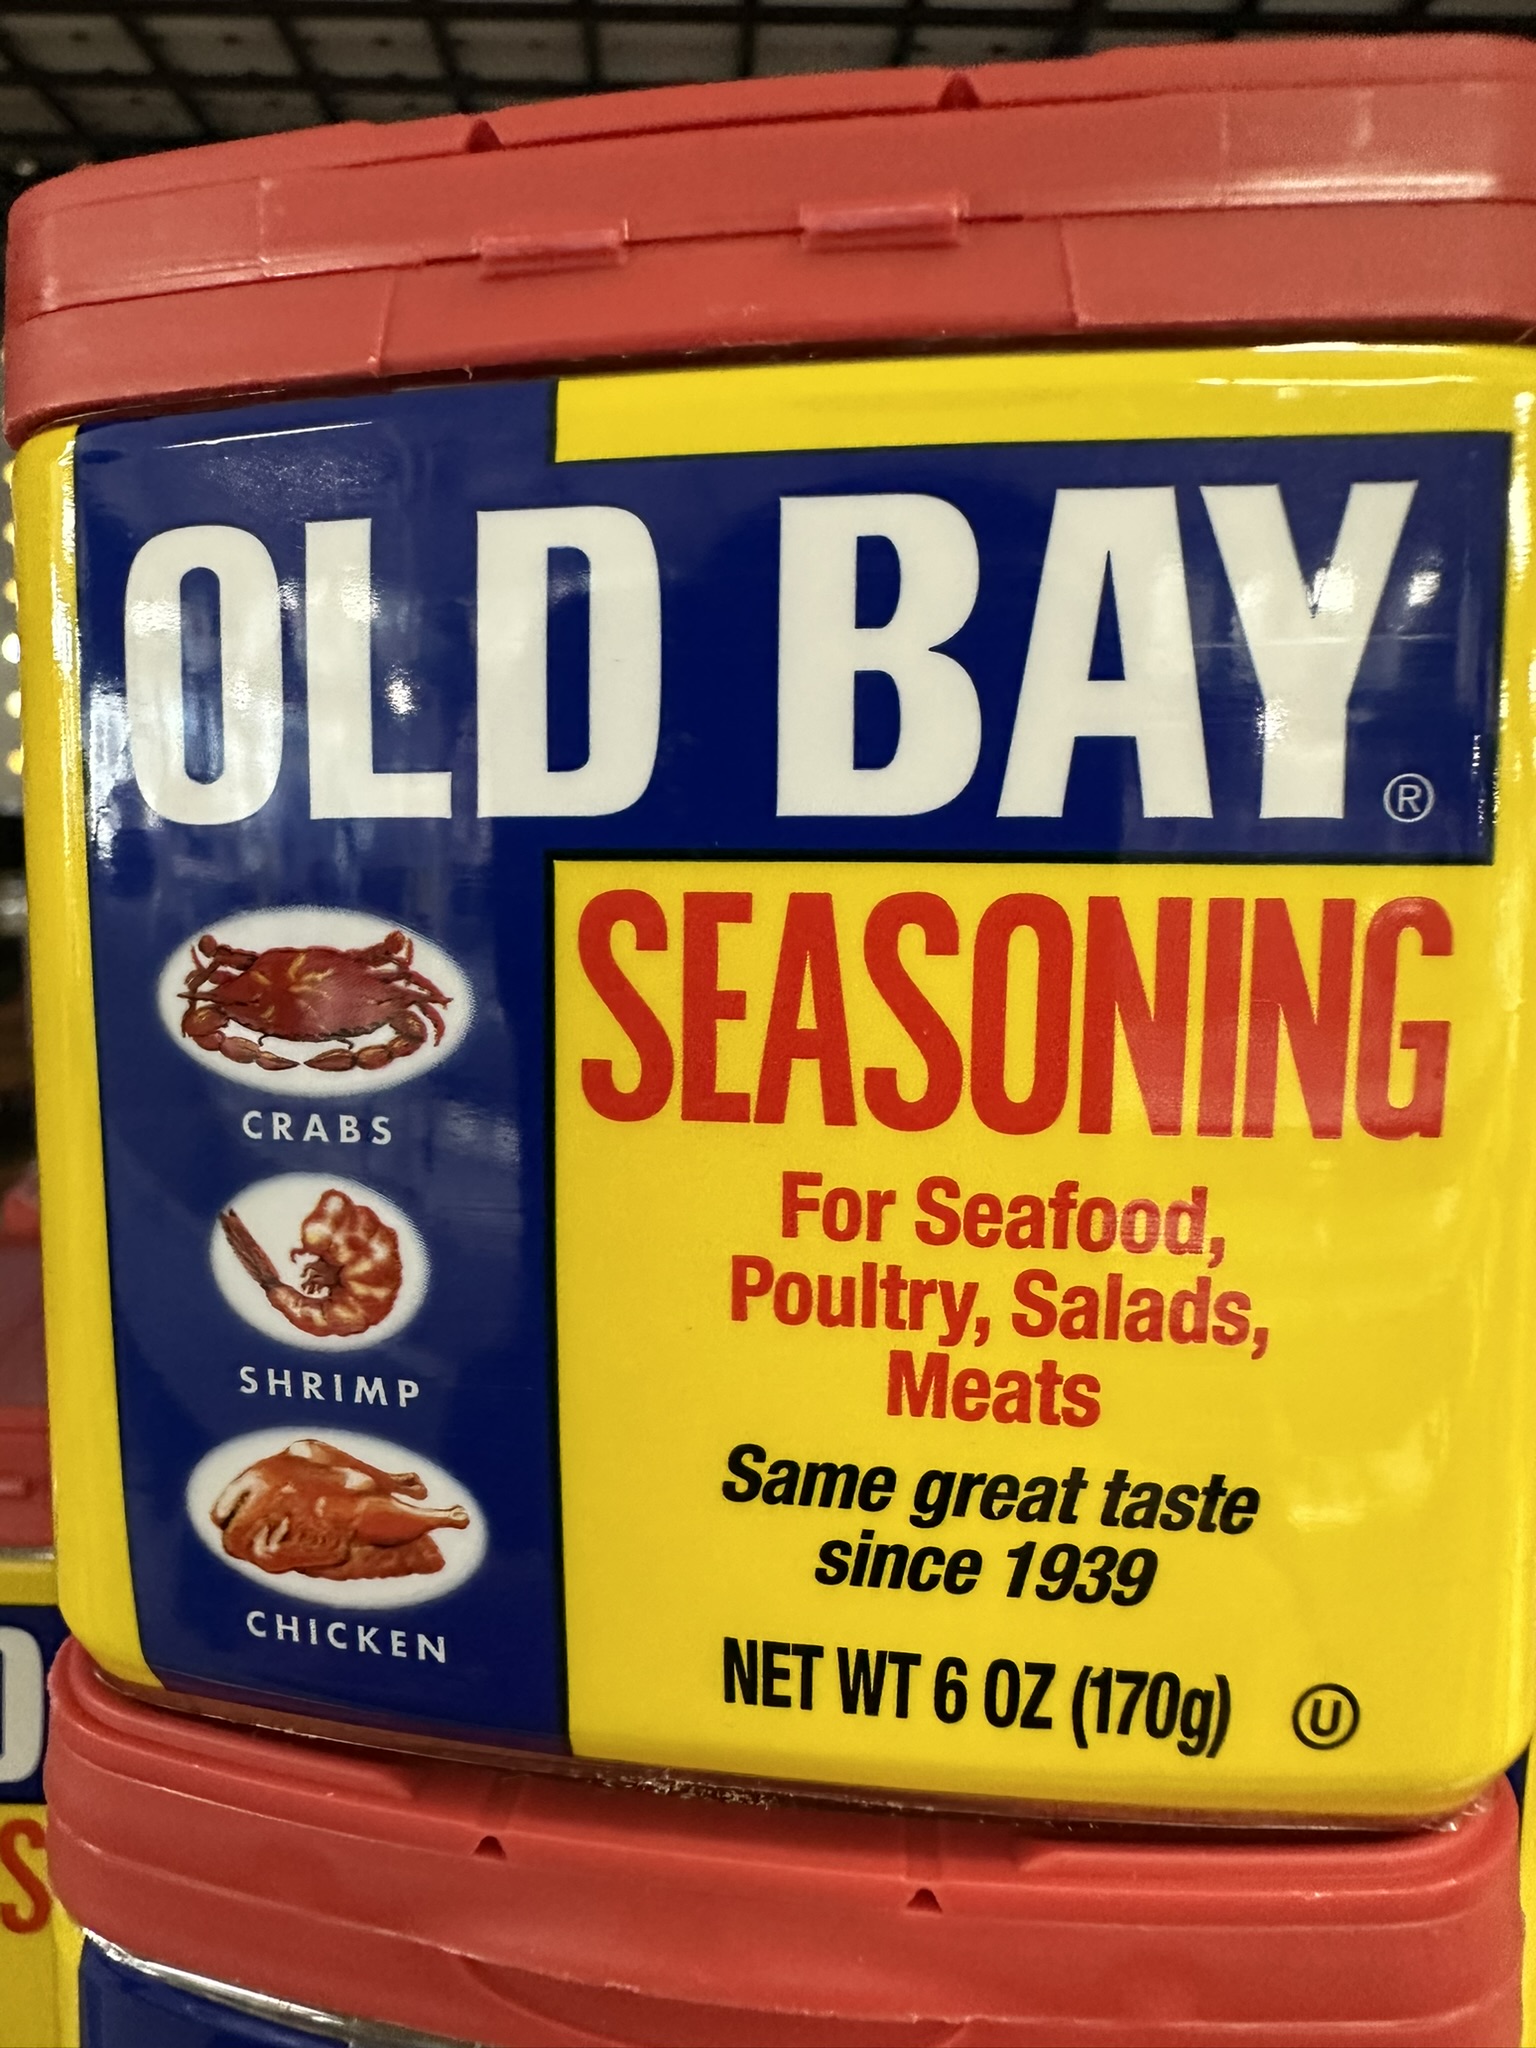 OLD BAY®
SEASONING
CRABS
SHRIMP
CHICKEN
For Seafood,
Poultry, Salads,
Meats
Same great taste
since 1939
NET WT 6 OZ (170g) Ⓤ
D
S